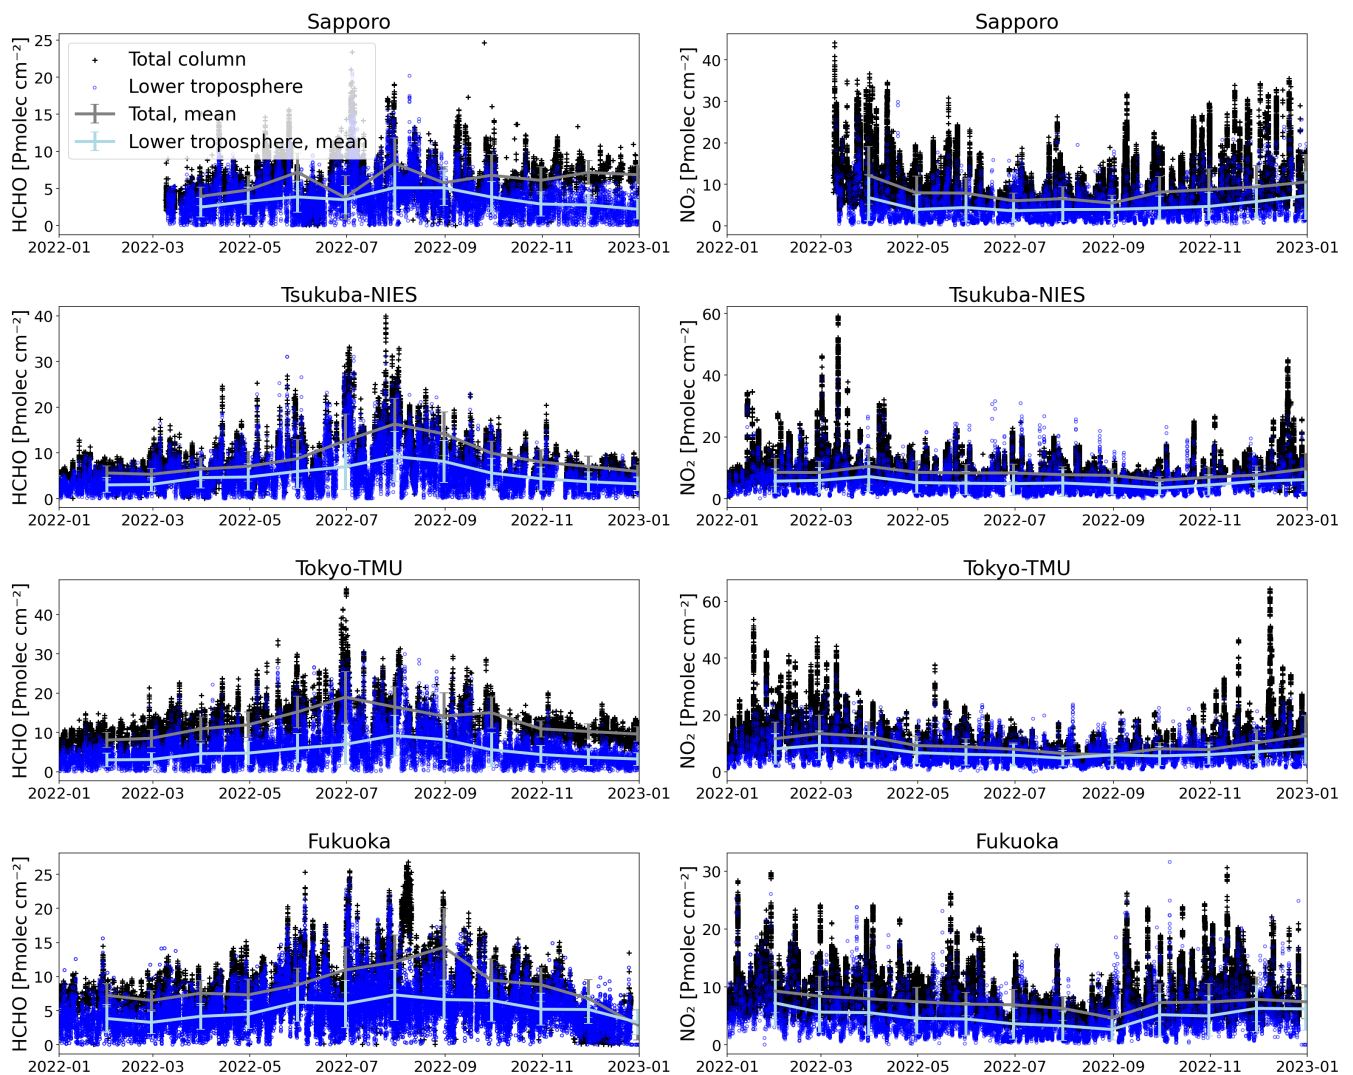 Sapporo
HCHO [Pmolec cm⁻²]
25
20
15
10
5
0
Total column
Lower troposphere
Total, mean
Lower troposphere, mean
2022-01 2022-03 2022-05 2022-07 2022-09 2022-11 2023-01
Sapporo
NO₂ [Pmolec cm⁻²]
40
30
20
10
0
2022-01 2022-03 2022-05 2022-07 2022-09 2022-11 2023-01
Tsukuba-NIES
HCHO [Pmolec cm⁻²]
40
30
20
10
0
2022-01 2022-03 2022-05 2022-07 2022-09 2022-11 2023-01
Tsukuba-NIES
NO₂ [Pmolec cm⁻²]
60
40
20
0
2022-01 2022-03 2022-05 2022-07 2022-09 2022-11 2023-01
Tokyo-TMU
HCHO [Pmolec cm⁻²]
40
30
20
10
0
2022-01 2022-03 2022-05 2022-07 2022-09 2022-11 2023-01
Tokyo-TMU
NO₂ [Pmolec cm⁻²]
60
40
20
0
2022-01 2022-03 2022-05 2022-07 2022-09 2022-11 2023-01
Fukuoka
HCHO [Pmolec cm⁻²]
25
20
15
10
5
0
2022-01 2022-03 2022-05 2022-07 2022-09 2022-11 2023-01
Fukuoka
NO₂ [Pmolec cm⁻²]
30
20
10
0
2022-01 2022-03 2022-05 2022-07 2022-09 2022-11 2023-01